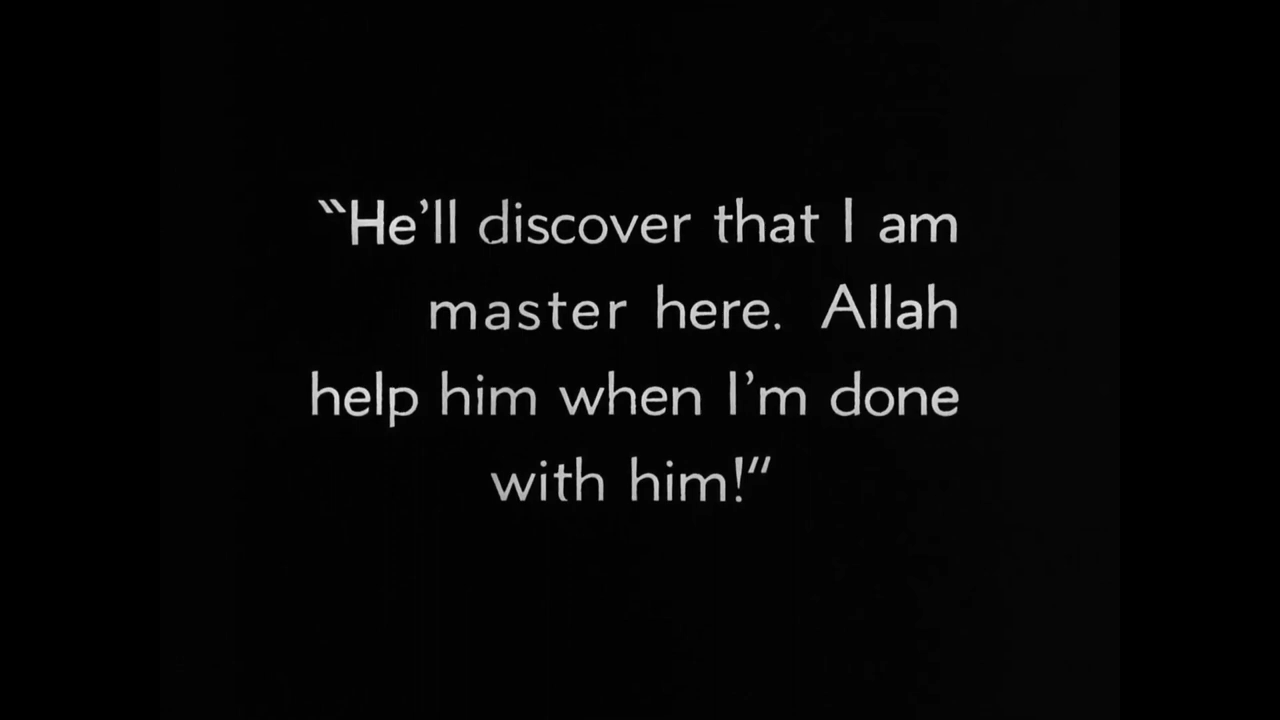 "He'll discover that I am
master here. Allah
help him when I'm done
with him!"